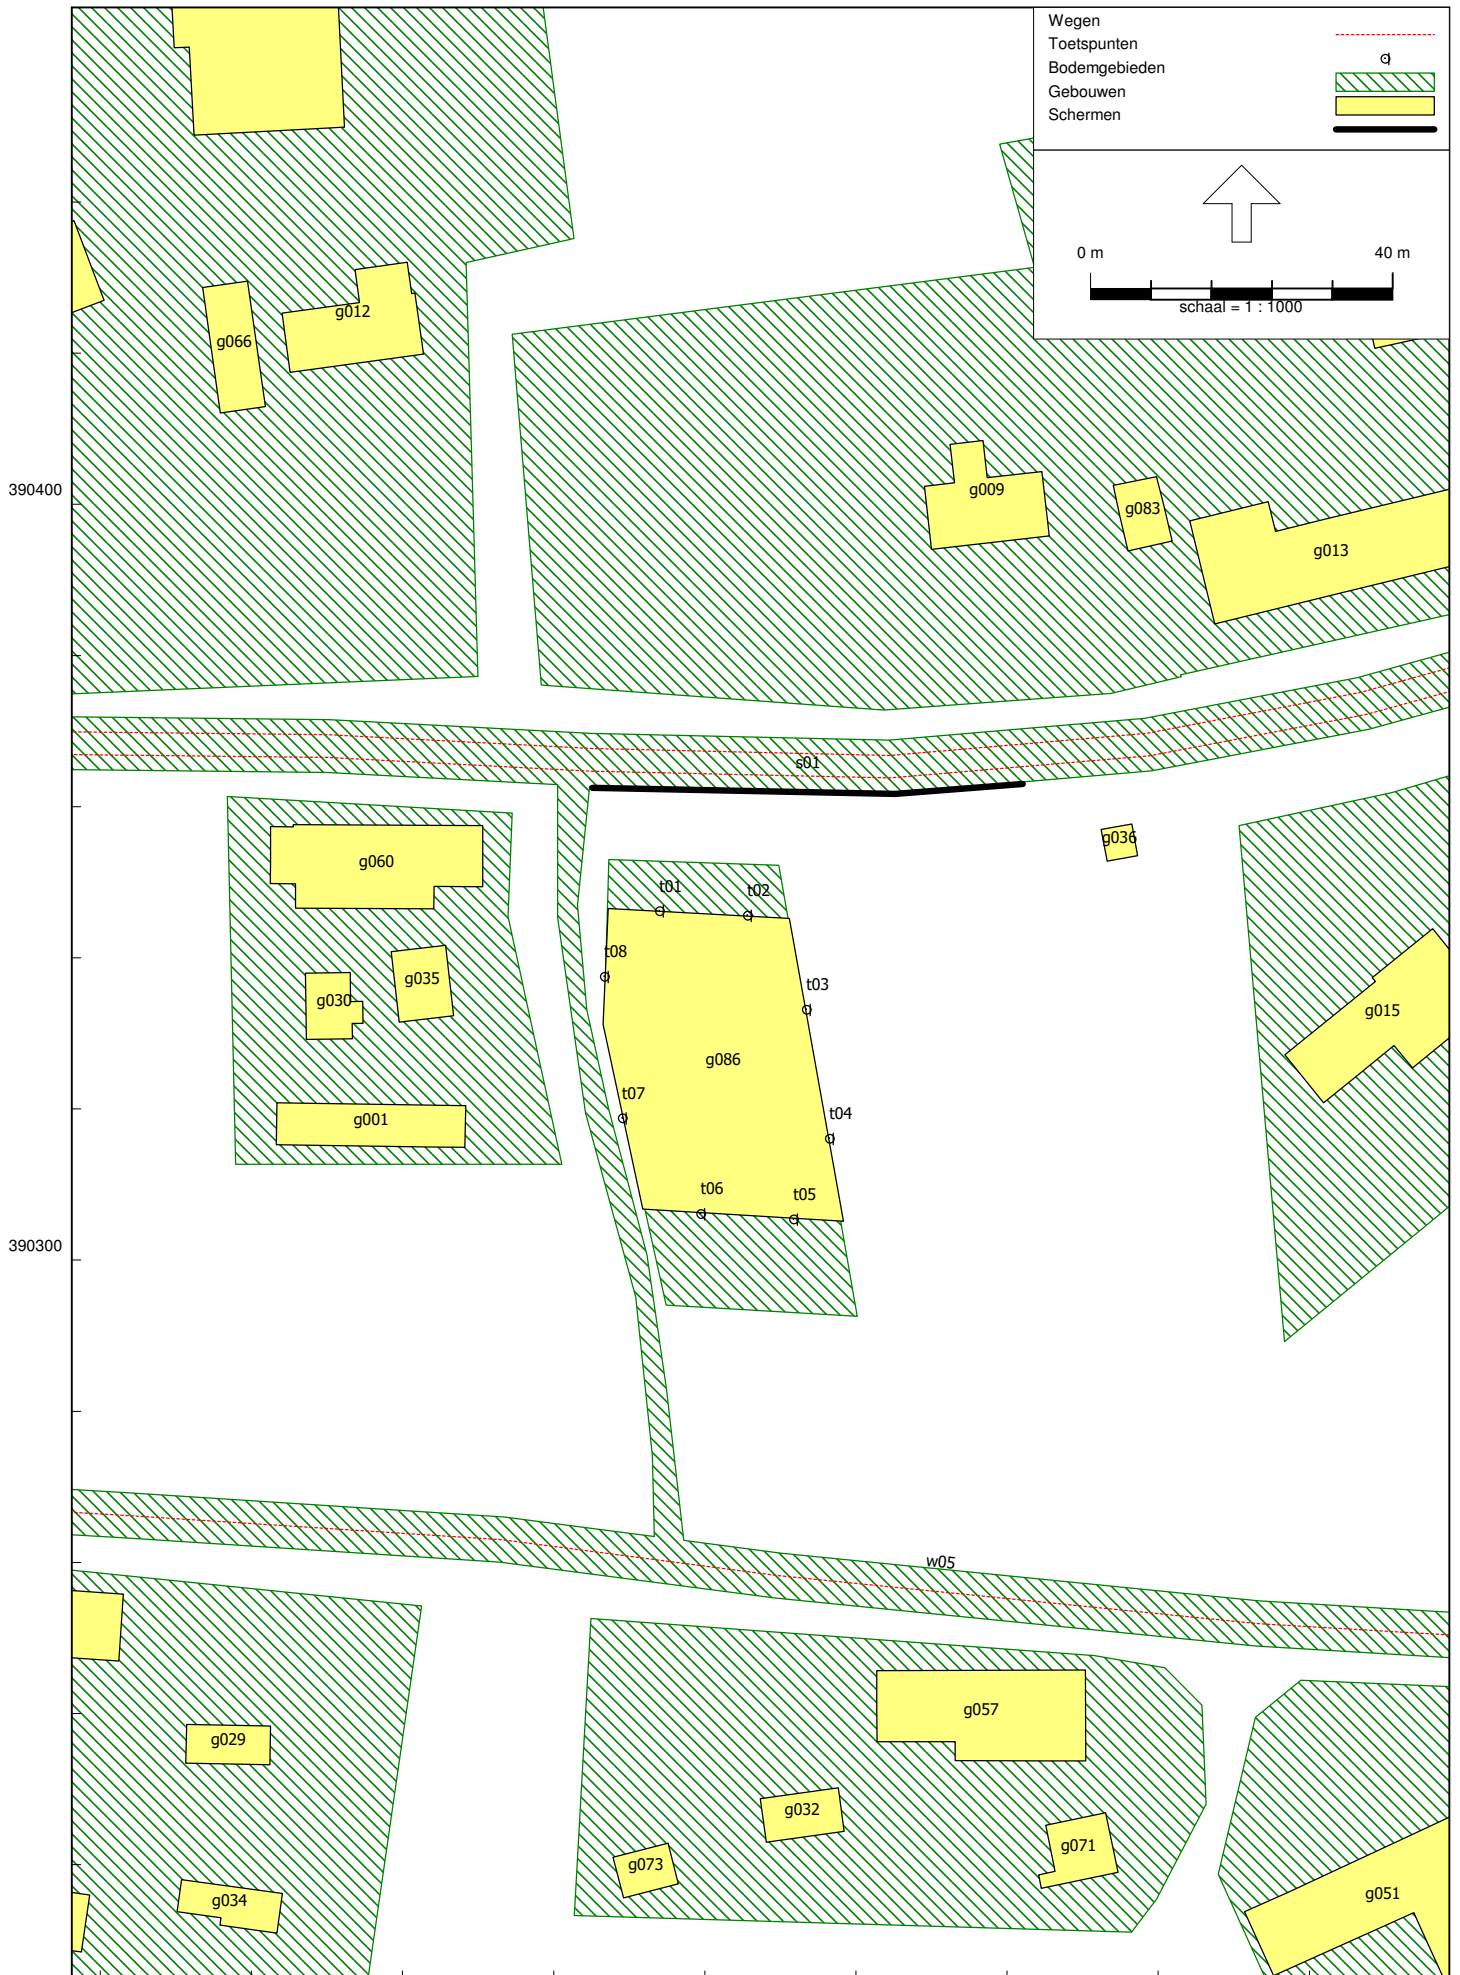 Wegen
Toetspunten
Bodemgebieden
Gebouwen
Schermen
0 m
40 m
schaal = 1 : 1000
g012
g066
390400
g009
g083
g013
s01
g036
g060
t01
t02
t08
g035
g030
t03
g015
g086
t07
t04
g001
t06
t05
390300
w05
g057
g029
g032
g071
g073
g034
g051